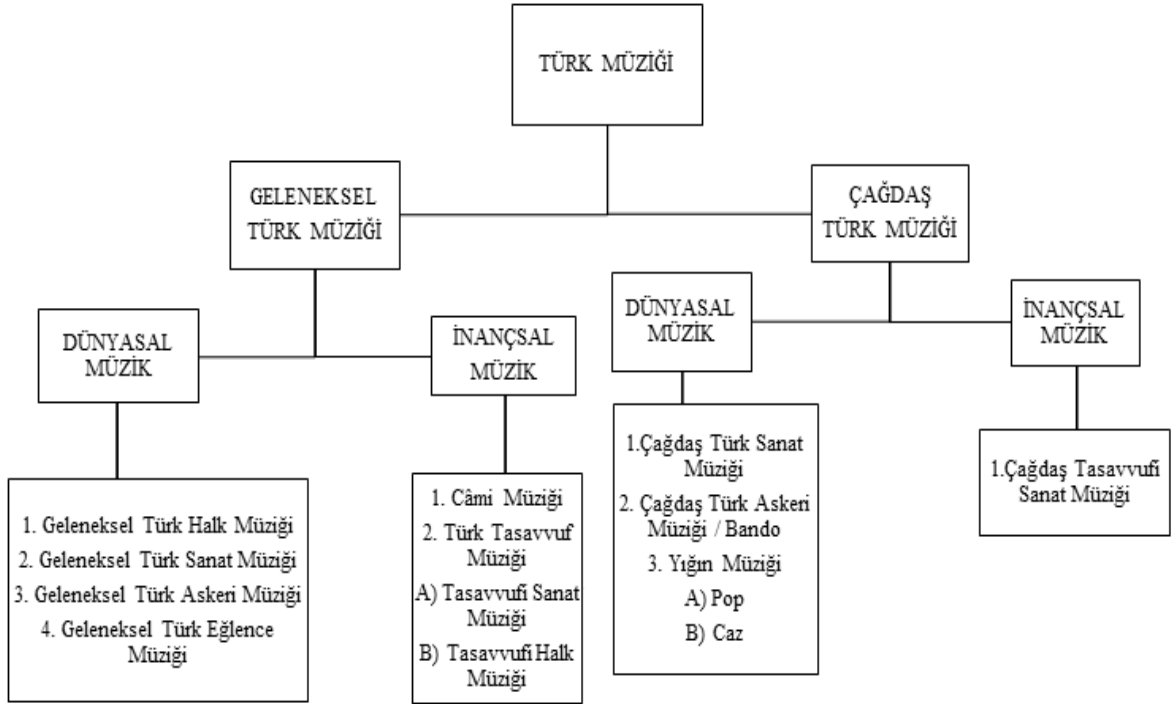 TÜRK MÜZİĞİ
GELENEKSEL
TÜRK MÜZİĞİ
ÇAĞDAŞ
TÜRK MÜZİĞİ
DÜNYASAL
MÜZİK
İNANÇSAL
MÜZİK
DÜNYASAL
MÜZİK
İNANÇSAL
MÜZİK
1. Geleneksel Türk Halk Müziği
2. Geleneksel Türk Sanat Müziği
3. Geleneksel Türk Askeri Müziği
4. Geleneksel Türk Eğlence
Müziği
1. Câmi Müziği
2. Türk Tasavvuf
Müziği
A) Tasavvufi Sanat
Müziği
B) Tasavvufi Halk
Müziği
1.Çağdaş Türk Sanat
Müziği
2. Çağdaş Türk Askeri
Müziği / Bando
3. Yığın Müziği
A) Pop
B) Caz
1.Çağdaş Tasavvufi
Sanat Müziği